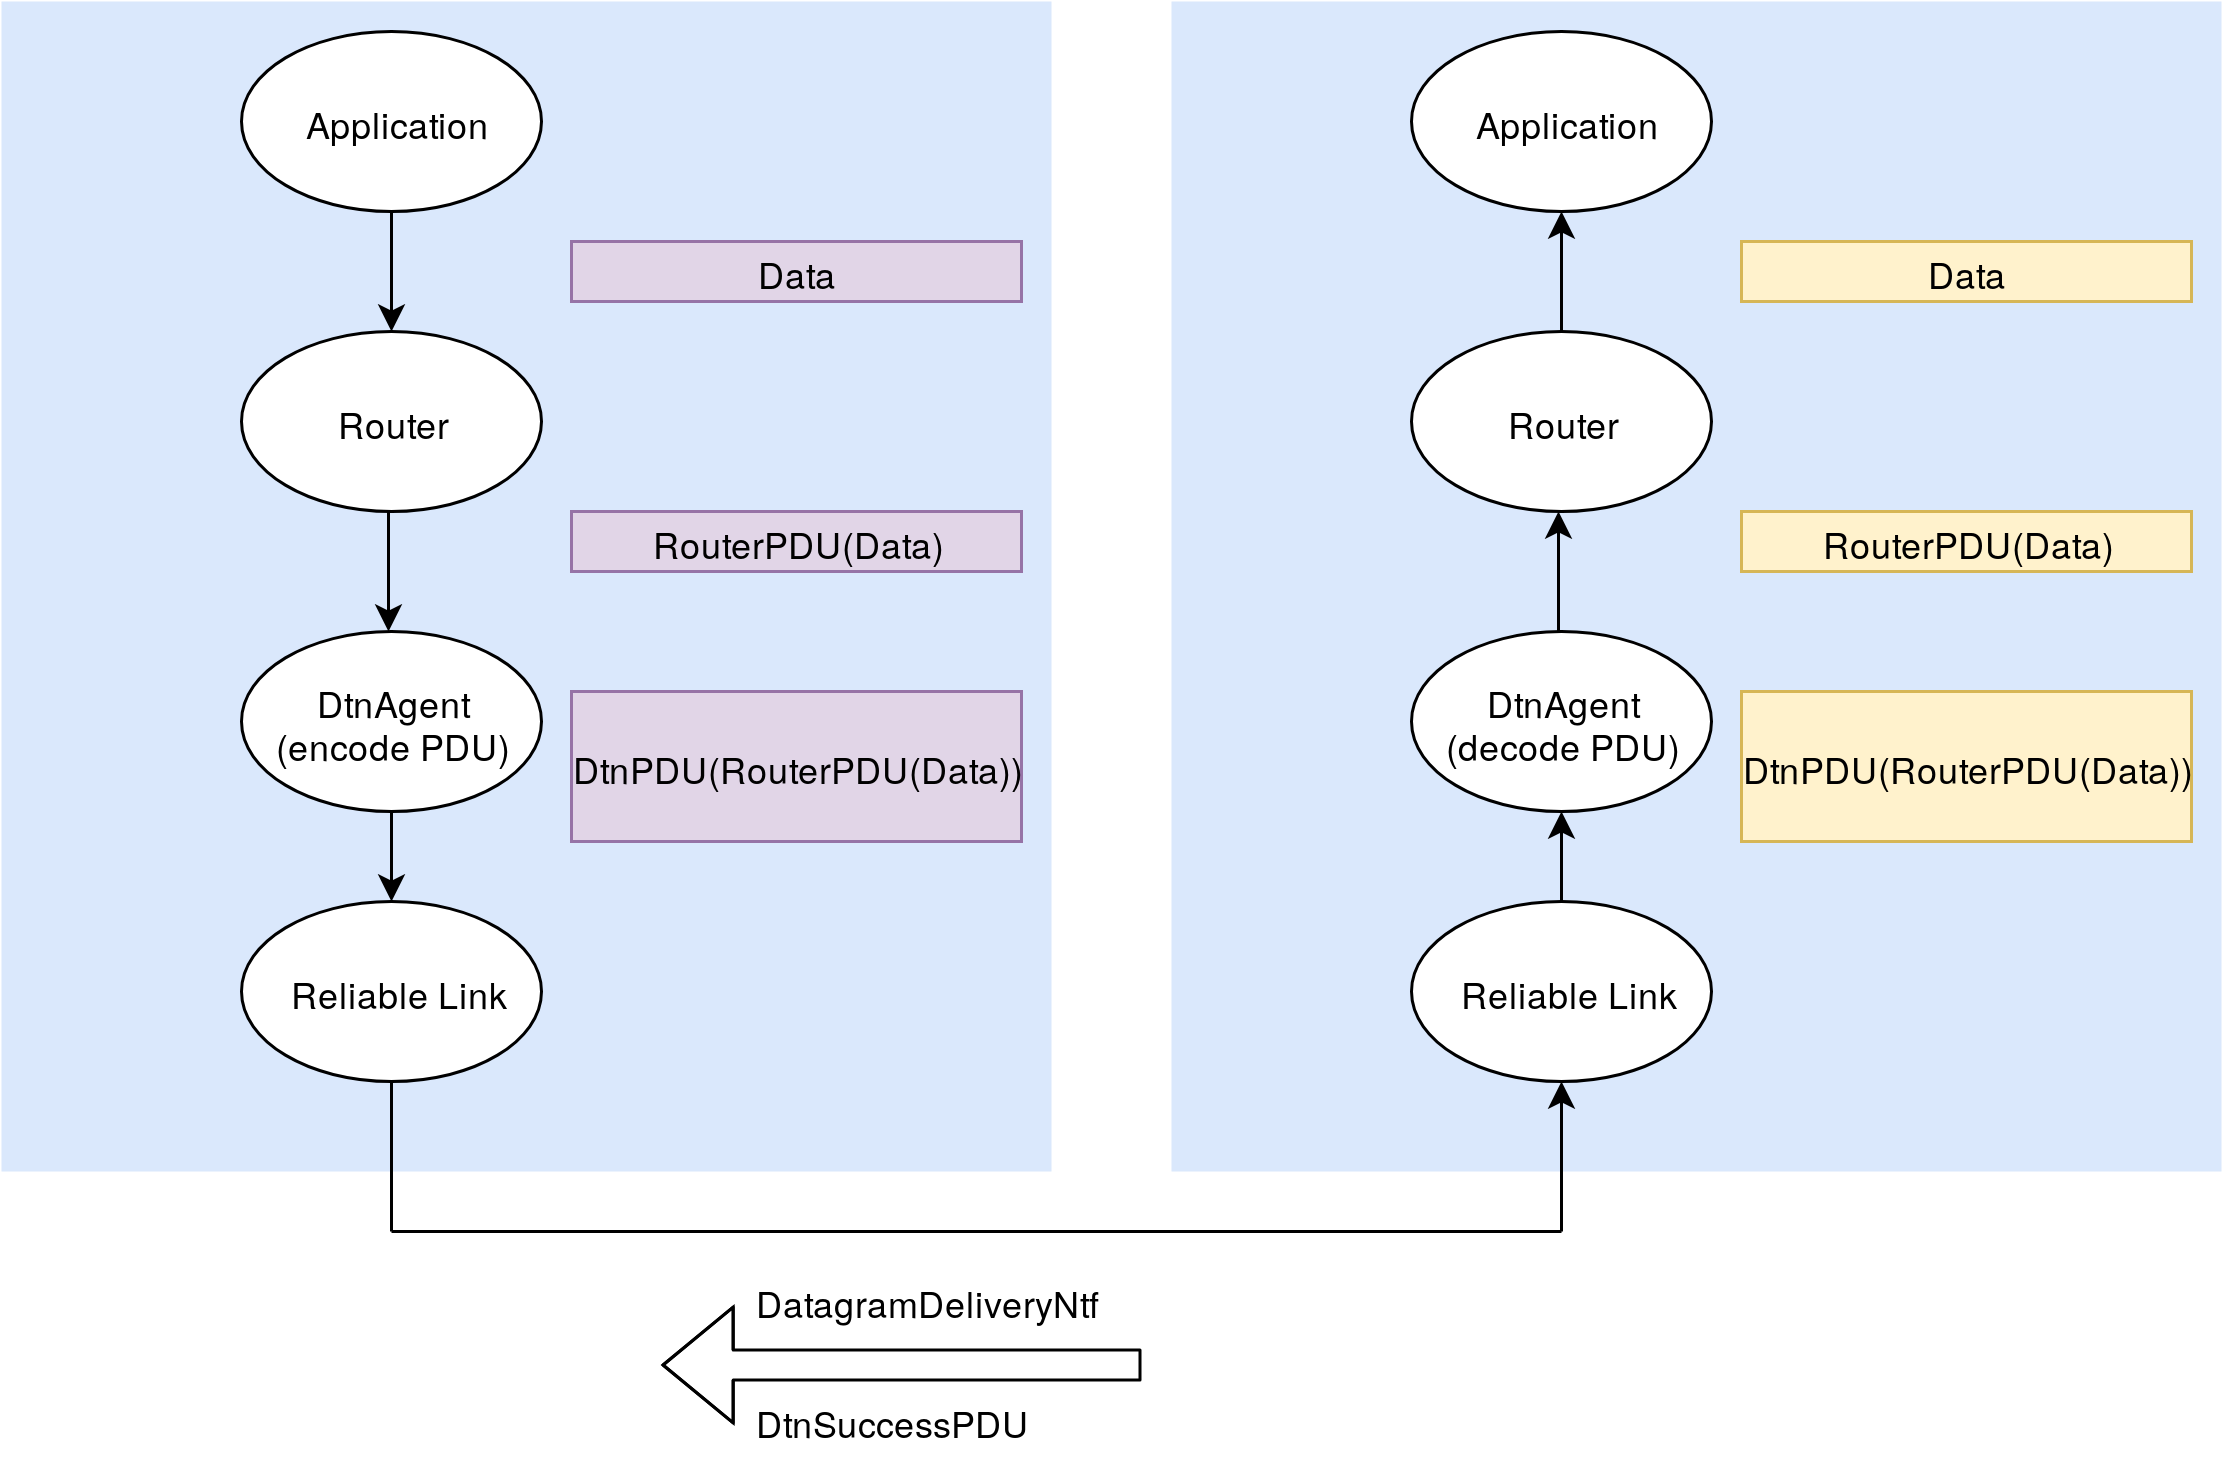 Application
Data
Router
RouterPDU(Data)
DtnAgent
(encode PDU)
DtnPDU(RouterPDU(Data))
Reliable Link
Application
Data
Router
RouterPDU(Data)
DtnAgent
(decode PDU)
DtnPDU(RouterPDU(Data))
Reliable Link
DatagramDeliveryNtf
DtnSuccessPDU